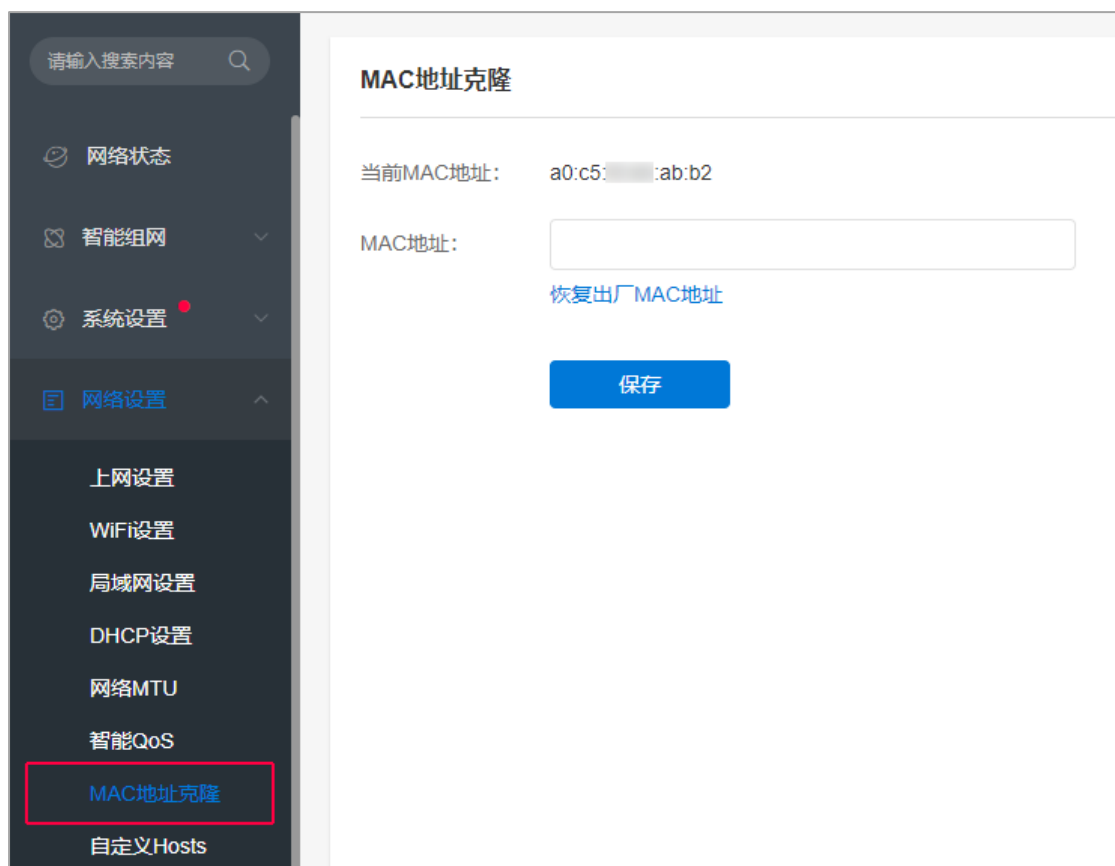 请输入搜索内容
网络状态
智能组网
系统设置
网络设置
上网设置
WiFi设置
局域网设置
DHCP设置
网络MTU
智能QoS
MAC地址克隆
自定义Hosts
MAC地址克隆
当前MAC地址： a0:c5: :ab:b2
MAC地址：
恢复出厂MAC地址
保存